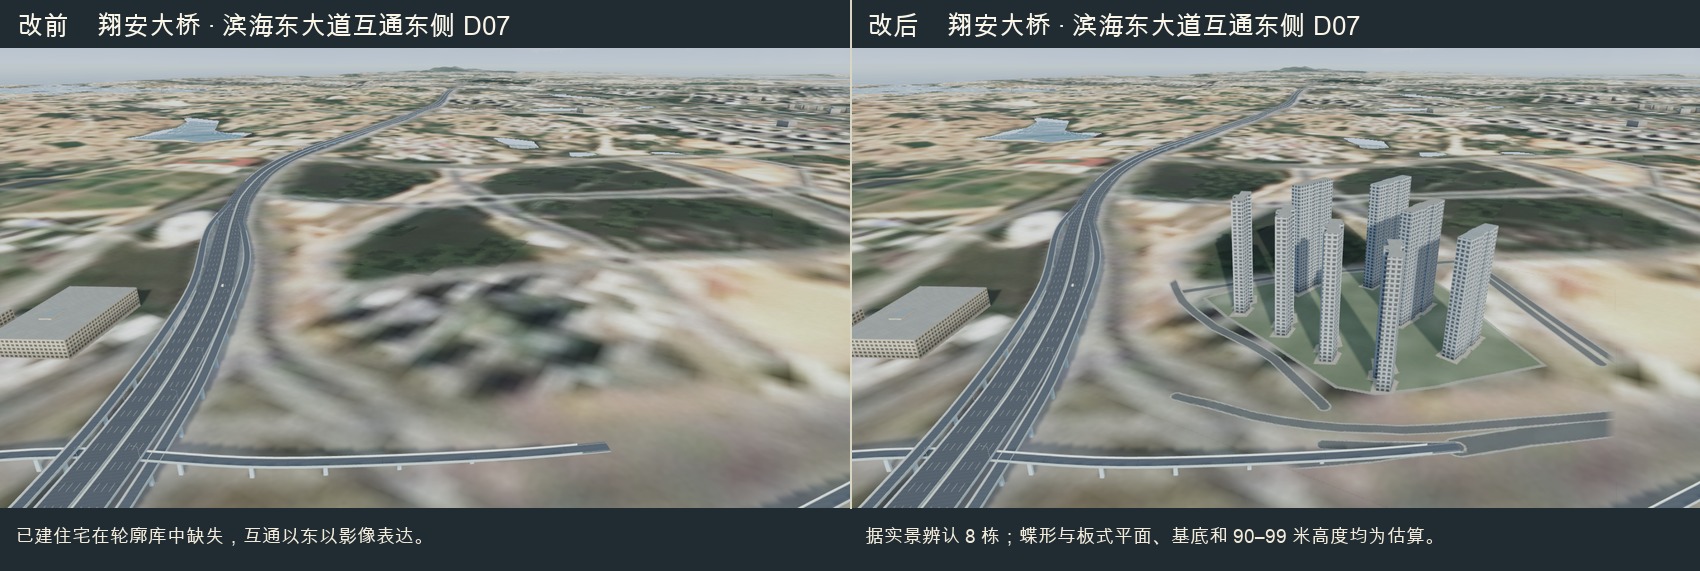 改前 翔安大桥 · 滨海东大道互通东侧 D07
改后 翔安大桥 · 滨海东大道互通东侧 D07
已建住宅在轮廓库中缺失，互通以东以影像表达。
据实景辨认 8 栋；蝶形与板式平面、基底和 90–99 米高度均为估算。